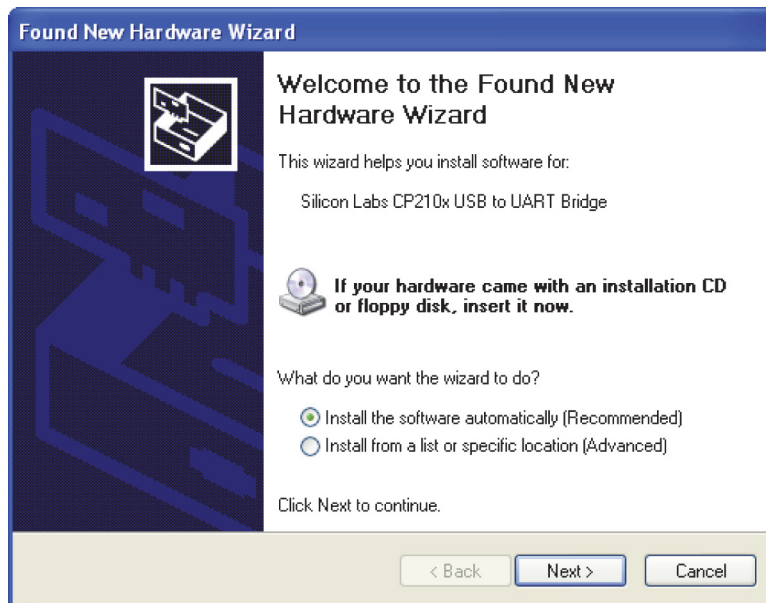 Found New Hardware Wizard
Welcome to the Found New
Hardware Wizard
This wizard helps you install software for:
Silicon Labs CP210x USB to UART Bridge
If your hardware came with an installation CD
or floppy disk, insert it now.
What do you want the wizard to do?
Install the software automatically (Recommended)
Install from a list or specific location (Advanced)
Click Next to continue.
< Back Next > Cancel